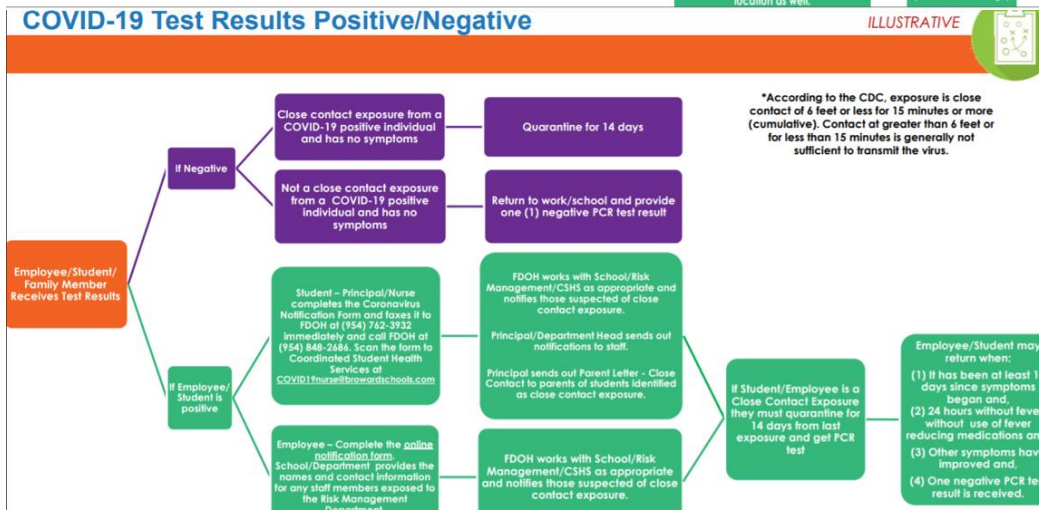 location as well.
COVID-19 Test Results Positive/Negative
ILLUSTRATIVE
*According to the CDC, exposure is close
contact of 6 feet or less for 15 minutes or more
(cumulative). Contact at greater than 6 feet or
for less than 15 minutes is generally not
sufficient to transmit the virus.
Close contact exposure from a
COVID-19 positive individual
and has no symptoms
Quarantine for 14 days
If Negative
Not a close contact exposure
from a COVID-19 positive
individual and has no
symptoms
Return to work/school and provide
one (1) negative PCR test result
Employee/Student/
Family Member
Receives Test Results
Student – Principal/Nurse
completes the Coronavirus
Notification Form and faxes it to
FDOH at (954) 762-3932
immediately and call FDOH at
(954) 848-2686. Scan the form to
Coordinated Student Health
Services at
COVID19nurse@browardschools.com
FDOH works with School/Risk
Management/CSHS as appropriate and
notifies those suspected of close
contact exposure.
Principal/Department Head sends out
notifications to staff.
Principal sends out Parent Letter - Close
Contact to parents of students identified
as close contact exposure.
If Employee/
Student is
positive
Employee – Complete the online
notification form.
School/Department provides the
names and contact information
for any staff members exposed to
the Risk Management
Department
FDOH works with School/Risk
Management/CSHS as appropriate
and notifies those suspected of close
contact exposure.
If Student/Employee is a
Close Contact Exposure
they must quarantine for
14 days from last
exposure and get PCR
test
Employee/Student may
return when:
(1) It has been at least
days since symptoms
began and,
(2) 24 hours without
without use of fever
reducing medications
(3) Other symptoms
improved and,
(4) One negative PCR
result is received.